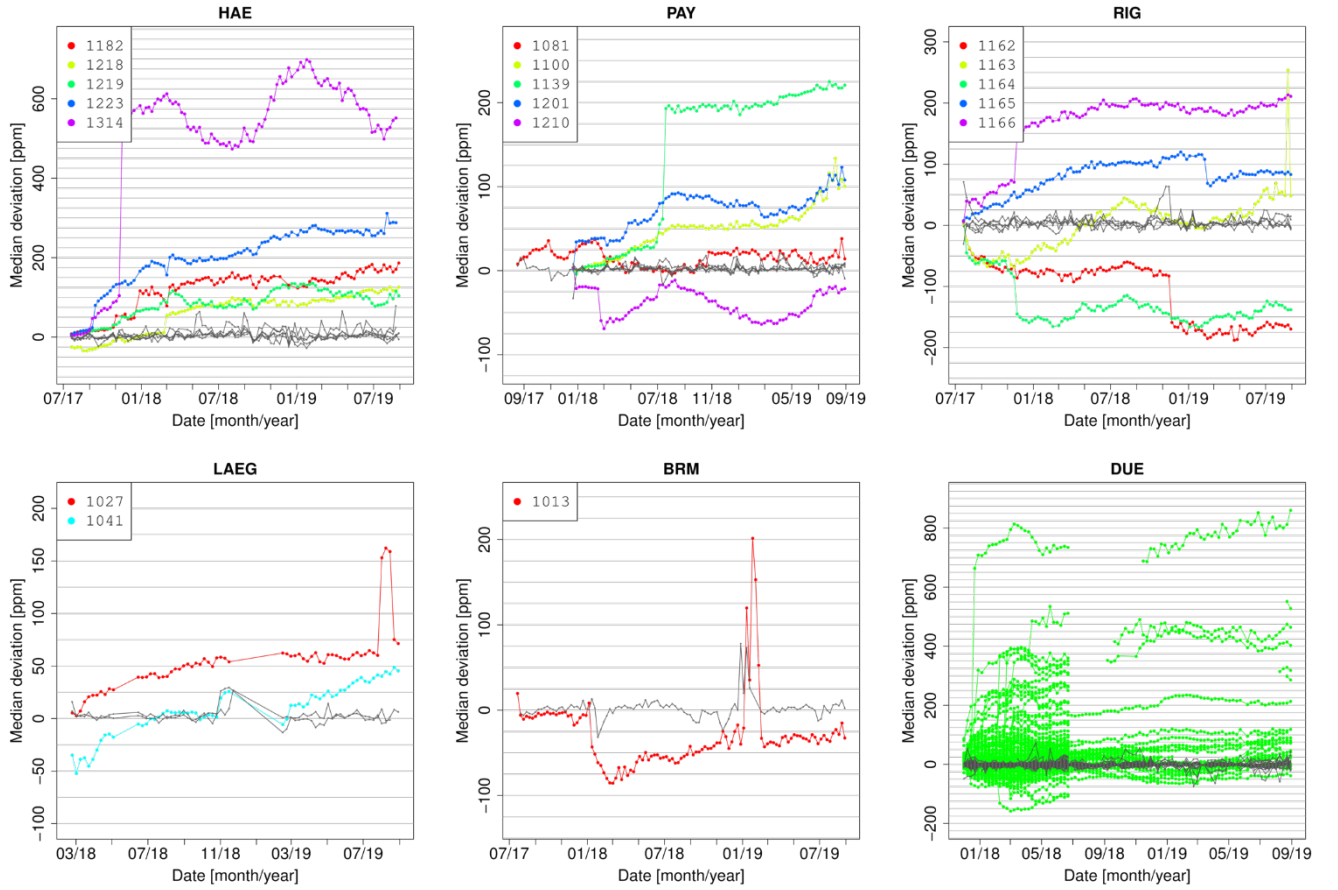 HAE
1182
1218
1219
1223
1314
Median deviation [ppm]
0 200 400 600
07/17 01/18 07/18 01/19 07/19
Date [month/year]
PAY
1081
1100
1139
1201
1210
Median deviation [ppm]
−100 0 100 200
09/17 01/18 07/18 11/18 05/19 09/19
Date [month/year]
RIG
1162
1163
1164
1165
1166
Median deviation [ppm]
−200 −100 0 100 200 300
07/17 01/18 07/18 01/19 07/19
Date [month/year]
LAEG
1027
1041
Median deviation [ppm]
−100 −50 0 50 100 150 200
03/18 07/18 11/18 03/19 07/19
Date [month/year]
BRM
1013
Median deviation [ppm]
−100 0 100 200
07/17 01/18 07/18 01/19 07/19
Date [month/year]
DUE
Median deviation [ppm]
−200 0 200 400 600 800
01/18 05/18 09/18 01/19 05/19 09/19
Date [month/year]